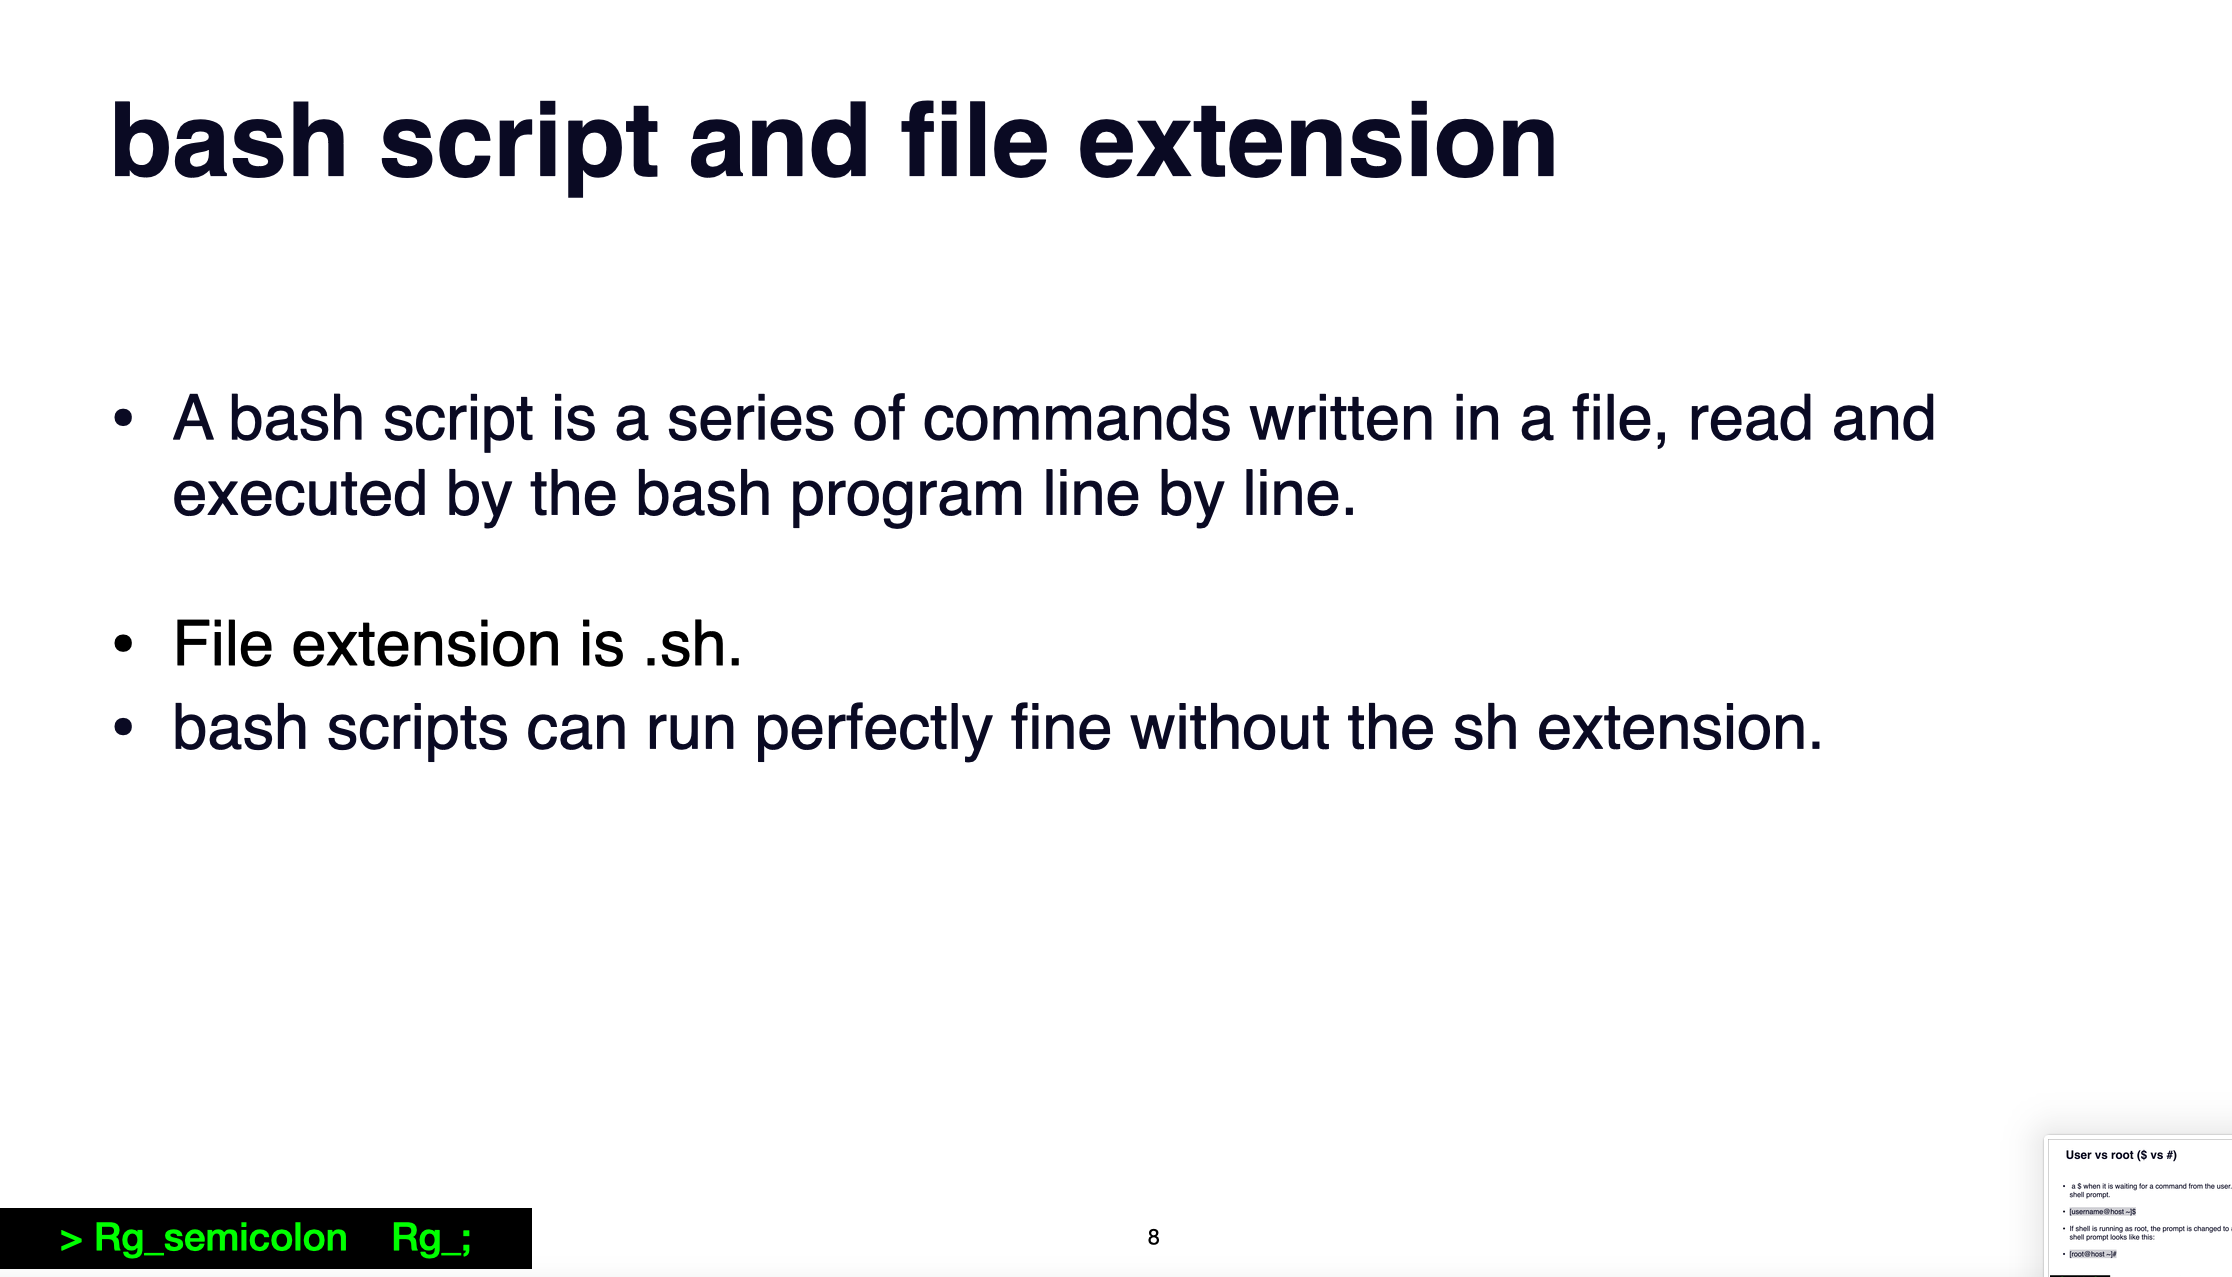 bash script and file extension
• A bash script is a series of commands written in a file, read and
executed by the bash program line by line.
• File extension is .sh.
• bash scripts can run perfectly fine without the sh extension.
> Rg_semicolon Rg_;
8
User vs root ($ vs #)
• a $ when it is waiting for a command from the user.
shell prompt.
• [username@host ~]$
• If shell is running as root, the prompt is changed to
shell prompt looks like this:
• [root@host ~]#